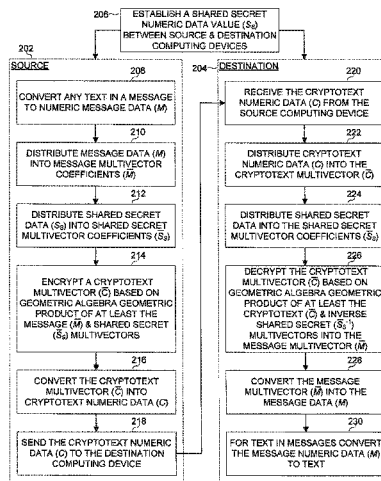 206
ESTABLISH A SHARED SECRET
NUMERIC DATA VALUE (S_S)
BETWEEN SOURCE & DESTINATION
COMPUTING DEVICES
202
SOURCE
208
CONVERT ANY TEXT IN A MESSAGE
TO NUMERIC MESSAGE DATA (M)
210
DISTRIBUTE MESSAGE DATA (M)
INTO MESSAGE MULTIVECTOR
COEFFICIENTS (M̅)
212
DISTRIBUTE SHARED SECRET
DATA (S_S) INTO SHARED SECRET
MULTIVECTOR COEFFICIENTS (S̅_S)
214
ENCRYPT A CRYPTOTEXT
MULTIVECTOR (C̅) BASED ON
GEOMETRIC ALGEBRA GEOMETRIC
PRODUCT OF AT LEAST THE
MESSAGE (M̅) & SHARED SECRET
(S̅_S) MULTIVECTORS
216
CONVERT THE CRYPTOTEXT
MULTIVECTOR (C̅) INTO
CRYPTOTEXT NUMERIC DATA (C)
218
SEND THE CRYPTOTEXT NUMERIC
DATA (C) TO THE DESTINATION
COMPUTING DEVICE
204
DESTINATION
220
RECEIVE THE CRYPTOTEXT
NUMERIC DATA (C) FROM THE
SOURCE COMPUTING DEVICE
222
DISTRIBUTE CRYPTOTEXT
NUMERIC DATA (C) INTO THE
CRYPTOTEXT MULTIVECTOR (C̅)
224
DISTRIBUTE SHARED SECRET
DATA INTO THE SHARED SECRET
MULTIVECTOR COEFFICIENTS (S̅_S)
226
DECRYPT THE CRYPTOTEXT
MULTIVECTOR (C̅) BASED ON
GEOMETRIC ALGEBRA GEOMETRIC
PRODUCT OF AT LEAST THE
CRYPTOTEXT (C̅) & INVERSE
SHARED SECRET (S̅_S⁻¹)
MULTIVECTORS INTO THE MESSAGE
MULTIVECTOR (M̅)
228
CONVERT THE MESSAGE
MULTIVECTOR (M̅) INTO THE
MESSAGE DATA (M)
230
FOR TEXT IN MESSAGES CONVERT
THE MESSAGE NUMERIC DATA (M)
TO TEXT